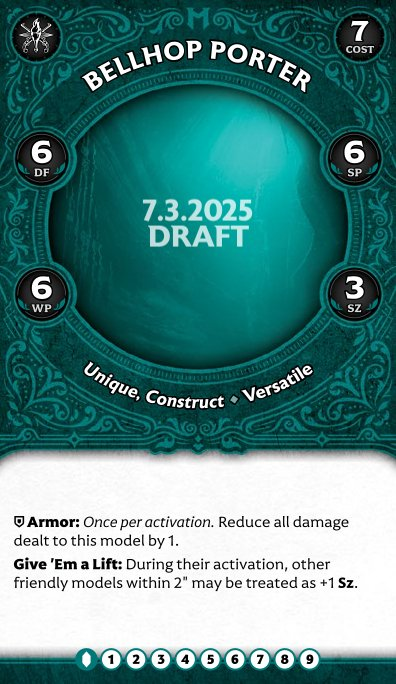 7
COST
BELLHOP PORTER
6
DF
6
SP
7.3.2025
DRAFT
6
WP
3
SZ
Unique, Construct ◆ Versatile
Armor: Once per activation. Reduce all damage
dealt to this model by 1.
Give 'Em a Lift: During their activation, other
friendly models within 2" may be treated as +1 Sz.
1 2 3 4 5 6 7 8 9